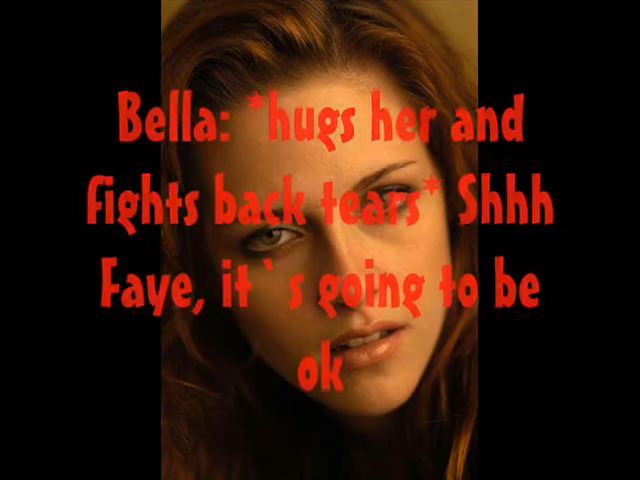 Bella: *hugs her and
fights back tears* Shhh
Faye, it`s going to be
ok